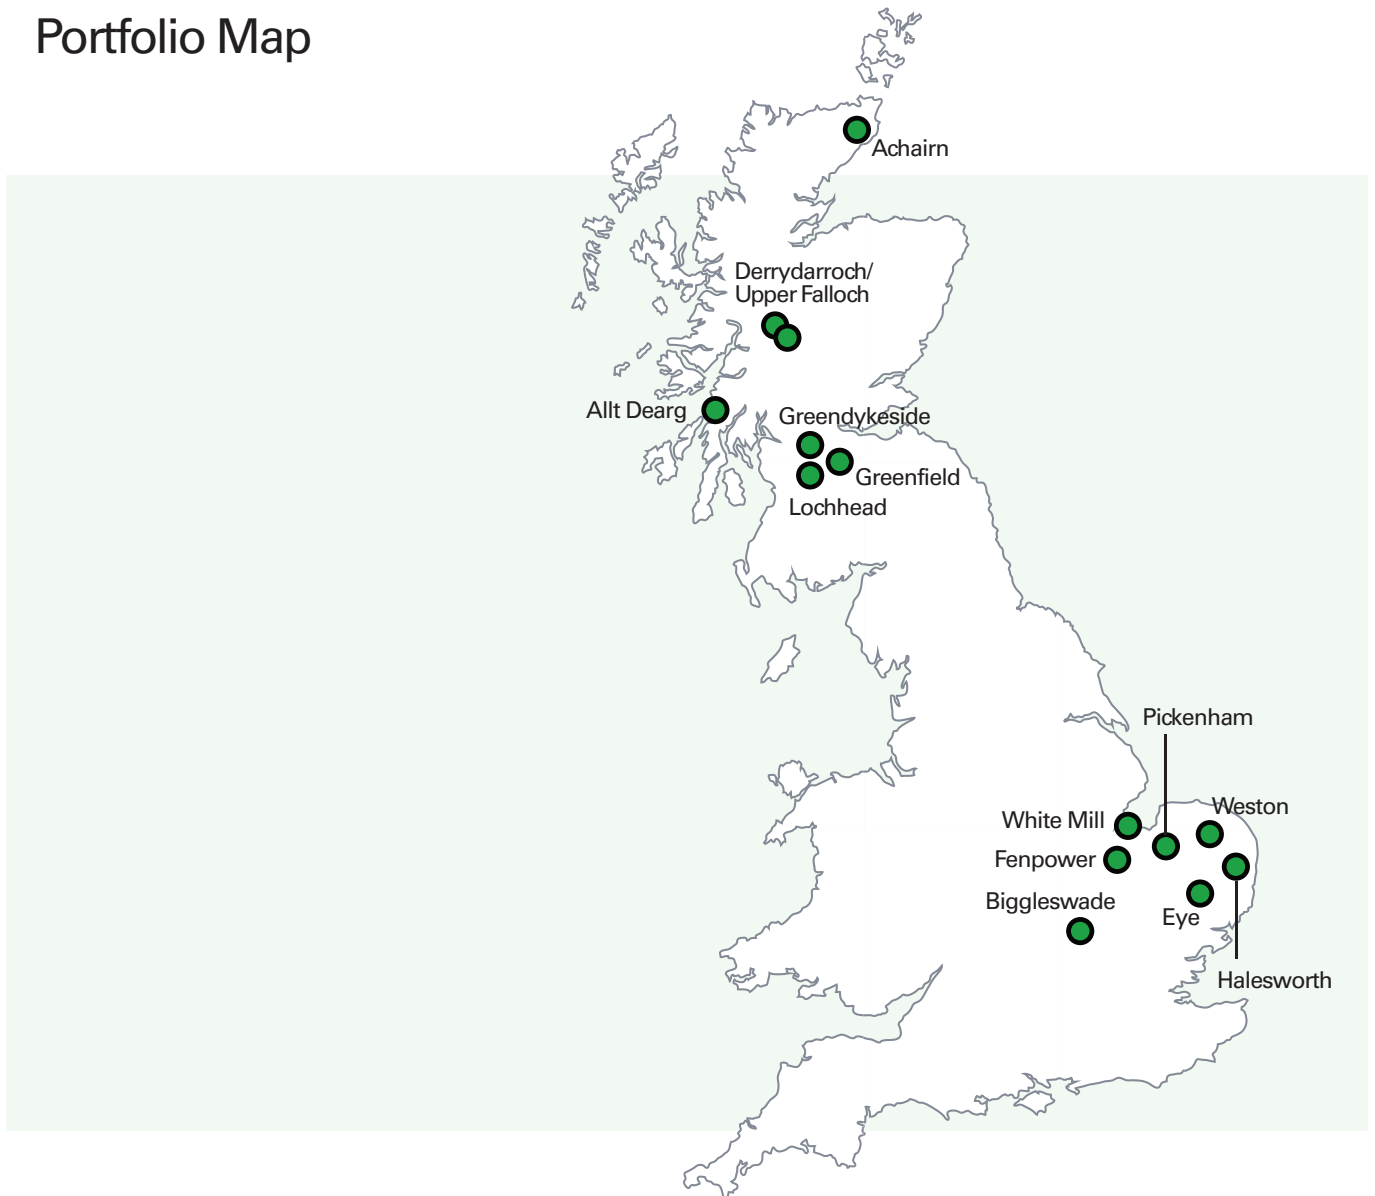 Portfolio Map
Achairn
Derrydarroch/
Upper Falloch
Allt Dearg
Greendykeside
Greenfield
Lochhead
Pickenham
Weston
White Mill
Fenpower
Biggleswade
Eye
Halesworth